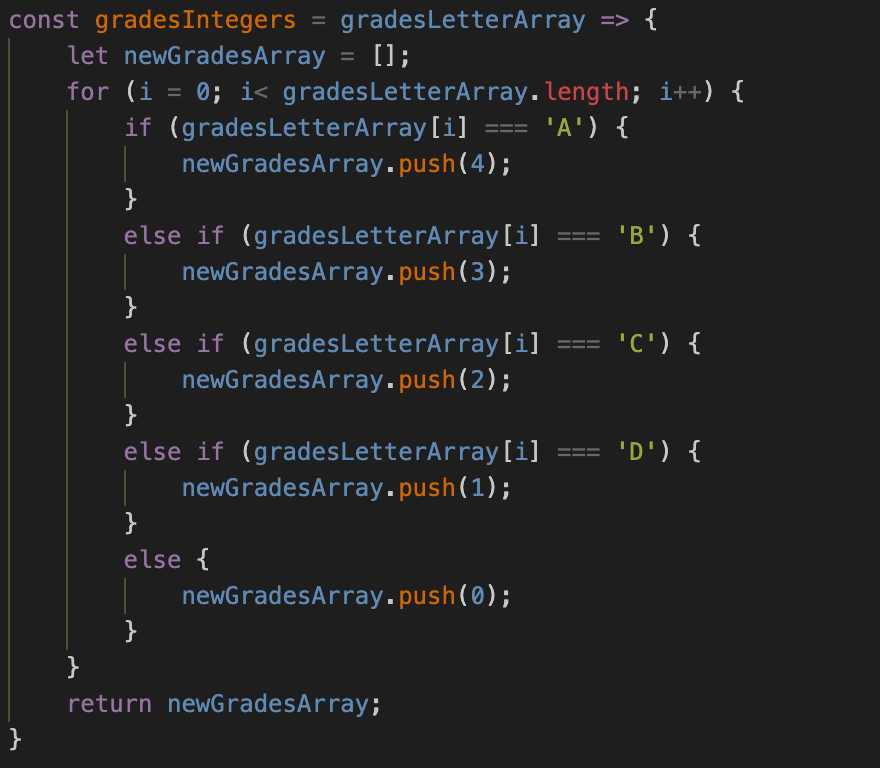 const gradesIntegers = gradesLetterArray => {
    let newGradesArray = [];
    for (i = 0; i< gradesLetterArray.length; i++) {
        if (gradesLetterArray[i] === 'A') {
            newGradesArray.push(4);
        }
        else if (gradesLetterArray[i] === 'B') {
            newGradesArray.push(3);
        }
        else if (gradesLetterArray[i] === 'C') {
            newGradesArray.push(2);
        }
        else if (gradesLetterArray[i] === 'D') {
            newGradesArray.push(1);
        }
        else {
            newGradesArray.push(0);
        }
    }
    return newGradesArray;
}